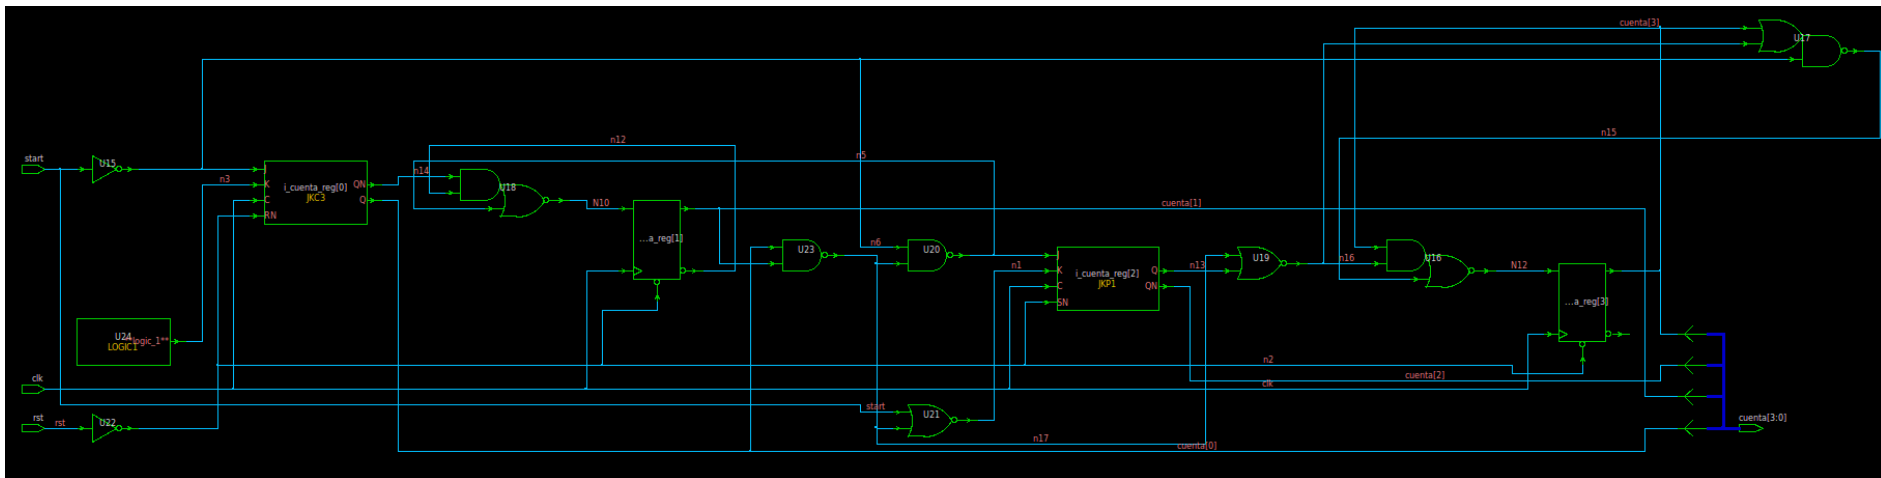 cuenta[3]
U17
n15
n12
n5
start
U15
n14
n3
J
K
C
RN
i_cuenta_reg[0]
JKC3
QN
Q
U18
N10
cuenta[1]
...a_reg[1]
U23
n6
U20
n1
J
K
C
SN
i_cuenta_reg[2]
JKP1
Q
QN
n13
U19
n16
U16
N12
...a_reg[3]
U24
*logic_1**
LOGIC1
n2
cuenta[2]
clk
clk
start
U21
rst
rst
U22
n17
cuenta[0]
cuenta[3:0]